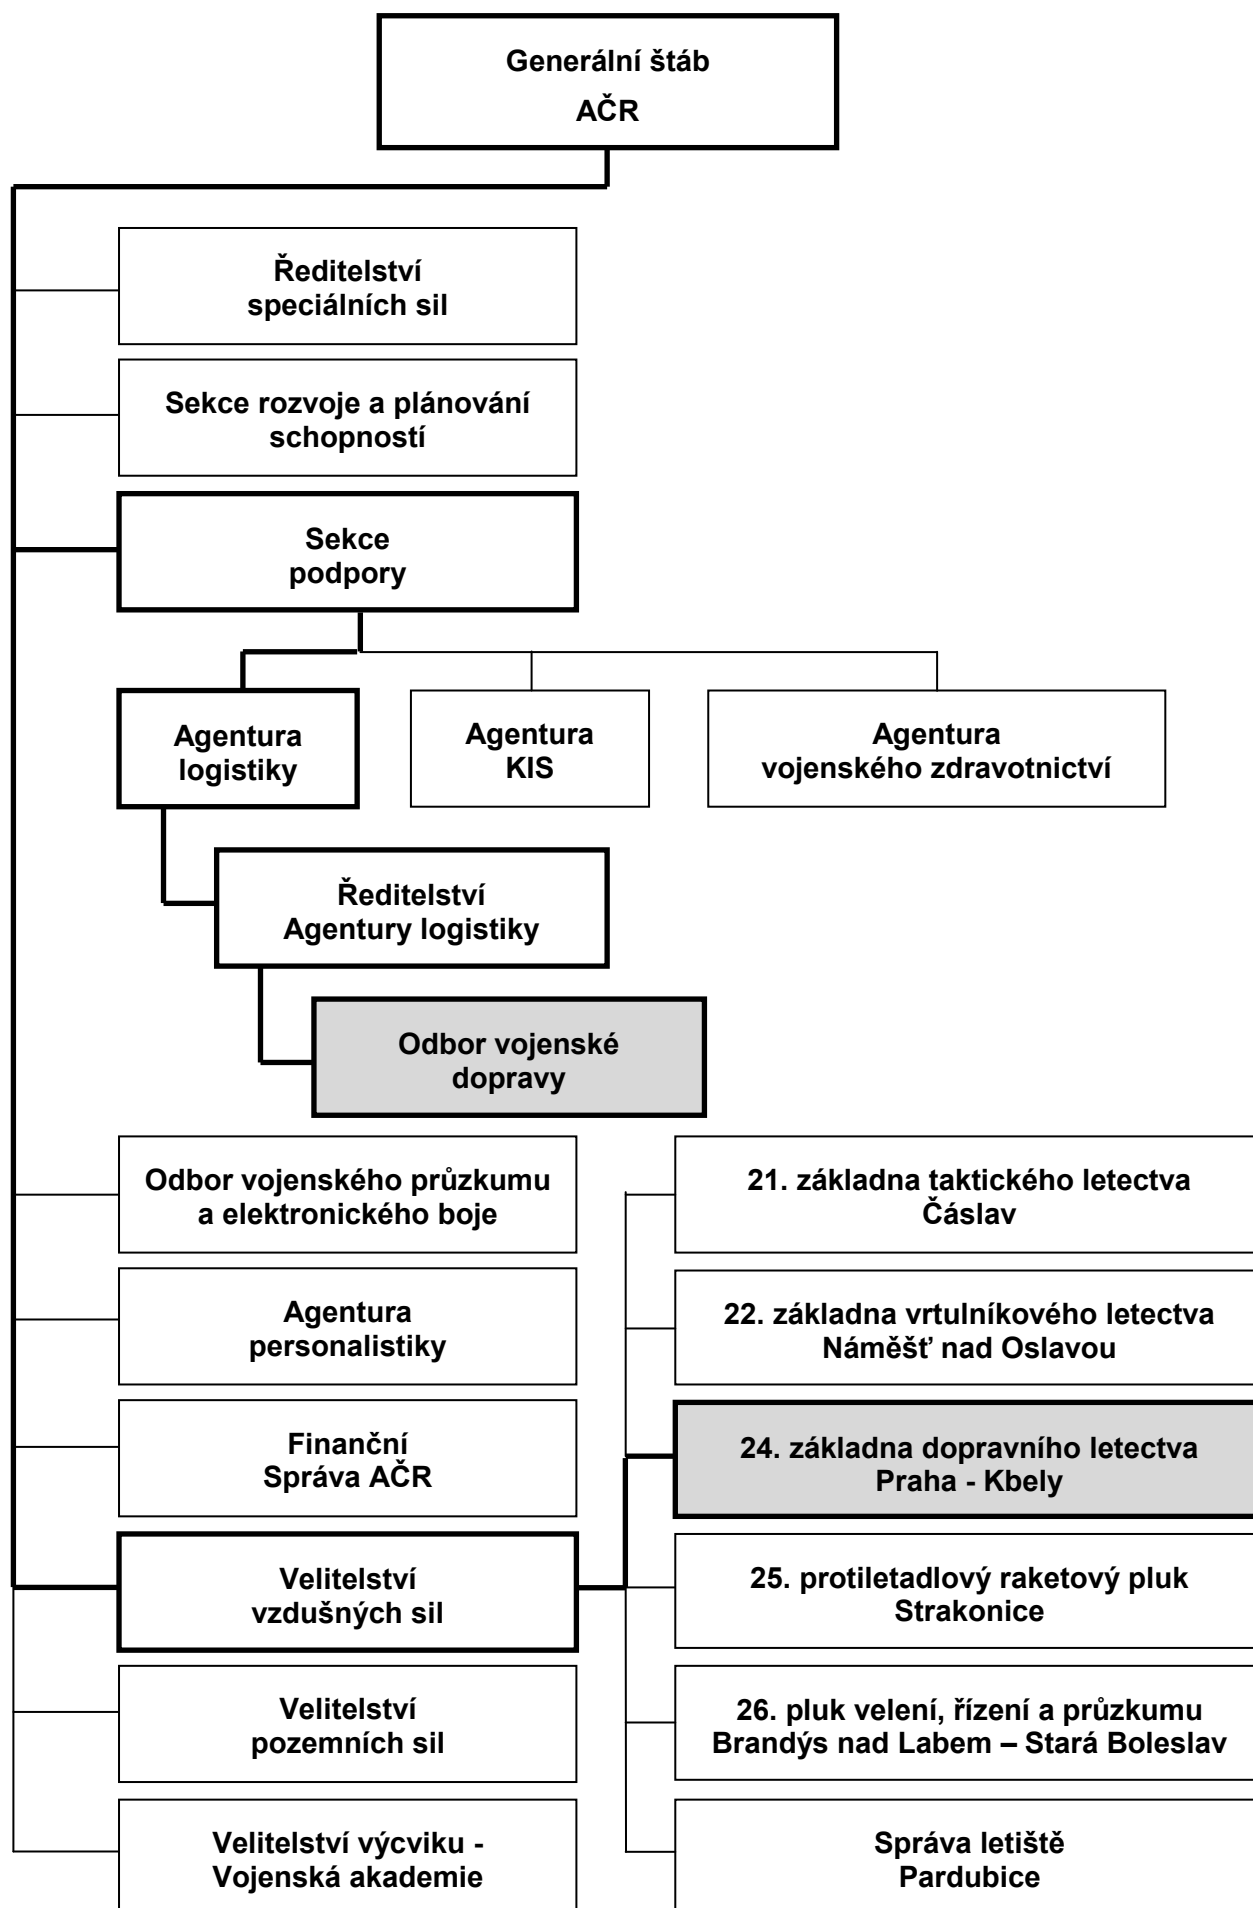 Generální štáb
AČR
Ředitelství
speciálních sil
Sekce rozvoje a plánování
schopností
Sekce
podpory
Agentura
logistiky
Agentura
KIS
Agentura
vojenského zdravotnictví
Ředitelství
Agentury logistiky
Odbor vojenské
dopravy
Odbor vojenského průzkumu
a elektronického boje
Agentura
personalistiky
Finanční
Správa AČR
Velitelství
vzdušných sil
Velitelství
pozemních sil
Velitelství výcviku -
Vojenská akademie
21. základna taktického letectva
Čáslav
22. základna vrtulníkového letectva
Náměšť nad Oslavou
24. základna dopravního letectva
Praha - Kbely
25. protiletadlový raketový pluk
Strakonice
26. pluk velení, řízení a průzkumu
Brandýs nad Labem – Stará Boleslav
Správa letiště
Pardubice